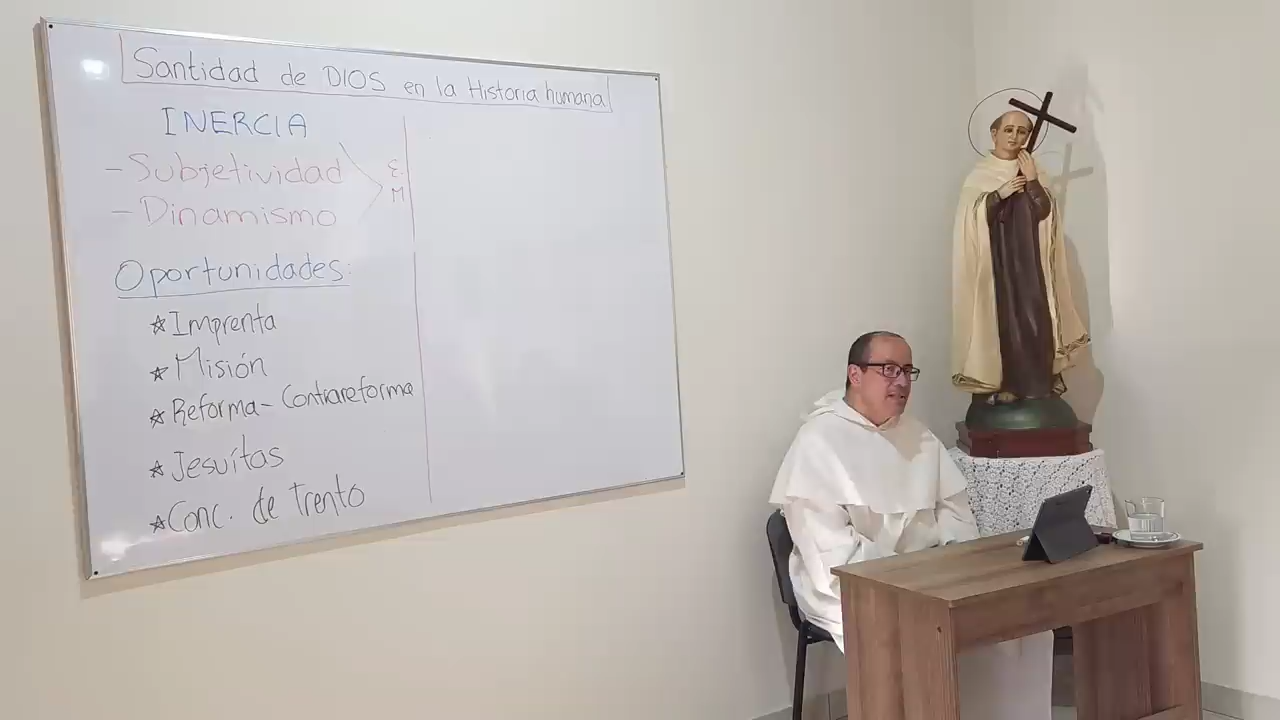 Santidad de DIOS en la Historia humana
INERCIA
- Subjetividad
- Dinamismo
E.
M
Oportunidades:
☆ Imprenta
☆ Misión
☆ Reforma - Contrareforma
☆ Jesuítas
☆ Conc. de Trento